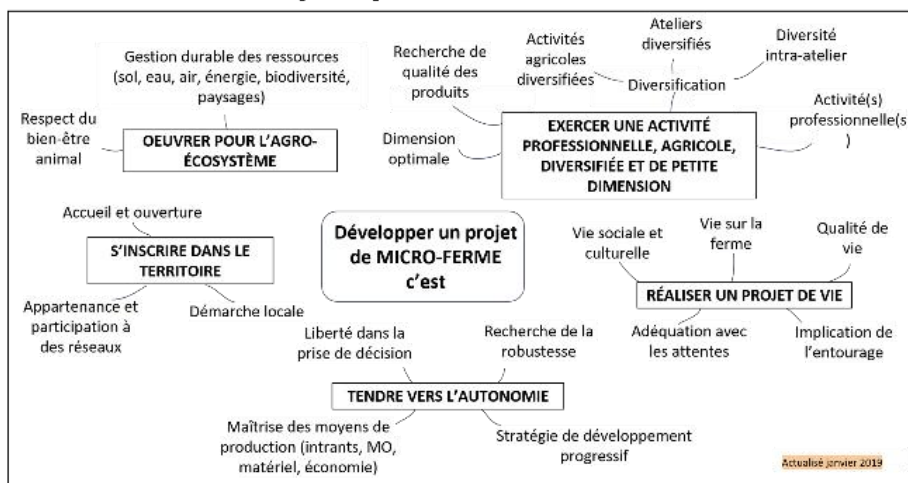 Gestion durable des ressources
(sol, eau, air, énergie, biodiversité,
paysages)
Respect du
bien-être
animal
OEUVRER POUR L'AGRO-
ÉCOSYSTÈME
Recherche de
qualité des
produits
Activités
agricoles
diversifiées
Ateliers
diversifiés
Diversification
Diversité
intra-atelier
Dimension
optimale
EXERCER UNE ACTIVITÉ
PROFESSIONNELLE, AGRICOLE,
DIVERSIFIÉE ET DE PETITE
DIMENSION
Activité(s)
professionnelle(s
)
Accueil et ouverture
S'INSCRIRE DANS LE
TERRITOIRE
Appartenance et
participation à
des réseaux
Démarche locale
Développer un projet
de MICRO-FERME
c'est
Vie sociale et
culturelle
Vie sur la
ferme
Qualité de
vie
RÉALISER UN PROJET DE VIE
Adéquation avec
les attentes
Implication de
l'entourage
Liberté dans la
prise de décision
Recherche de la
robustesse
TENDRE VERS L'AUTONOMIE
Maîtrise des moyens de
production (intrants, MO,
matériel, économie)
Stratégie de développement
progressif
Actualisé janvier 2019